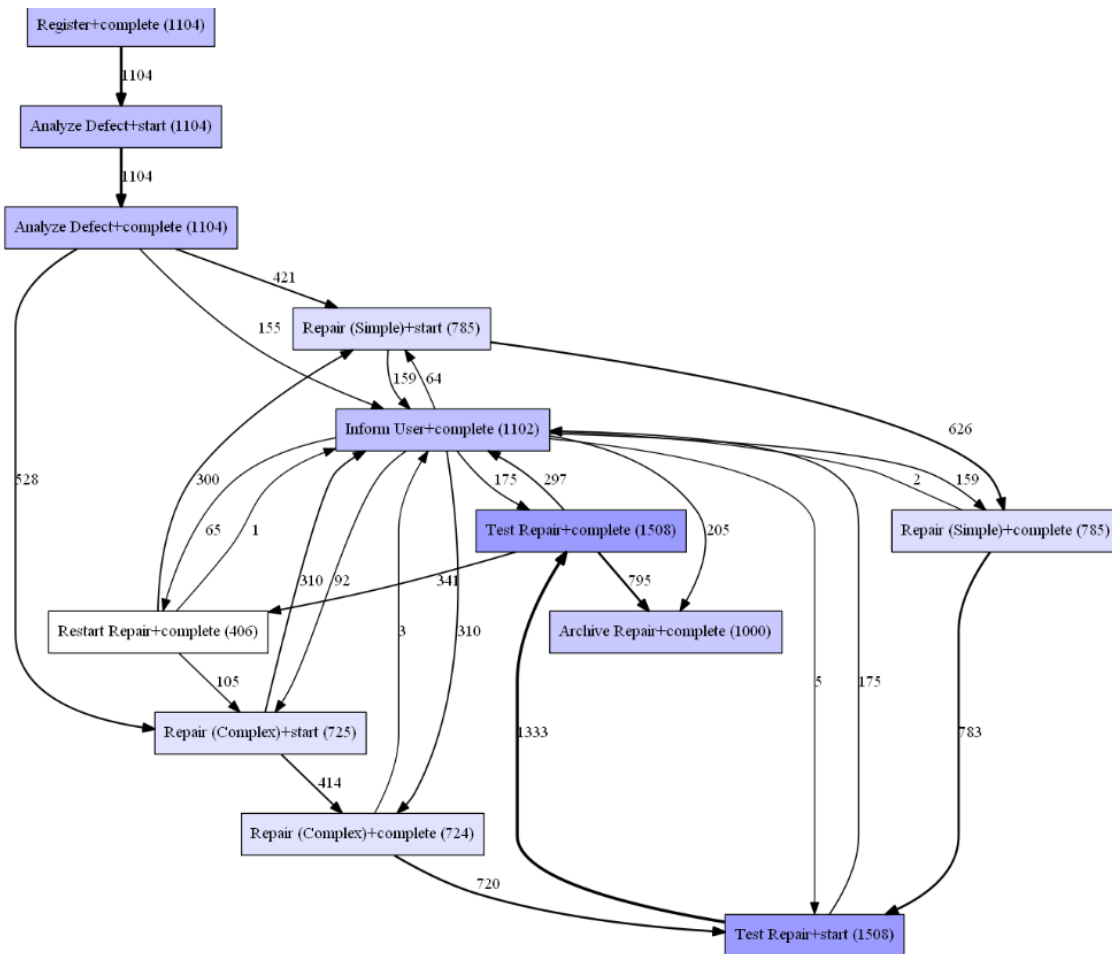 Register+complete (1104)
1104
Analyze Defect+start (1104)
1104
Analyze Defect+complete (1104)
421
155
Repair (Simple)+start (785)
159
64
Inform User+complete (1102)
626
528
300
175
297
2
159
65
1
Test Repair+complete (1508)
205
Repair (Simple)+complete (785)
310
92
341
795
Restart Repair+complete (406)
3
310
Archive Repair+complete (1000)
105
5
175
Repair (Complex)+start (725)
1333
783
414
Repair (Complex)+complete (724)
720
Test Repair+start (1508)